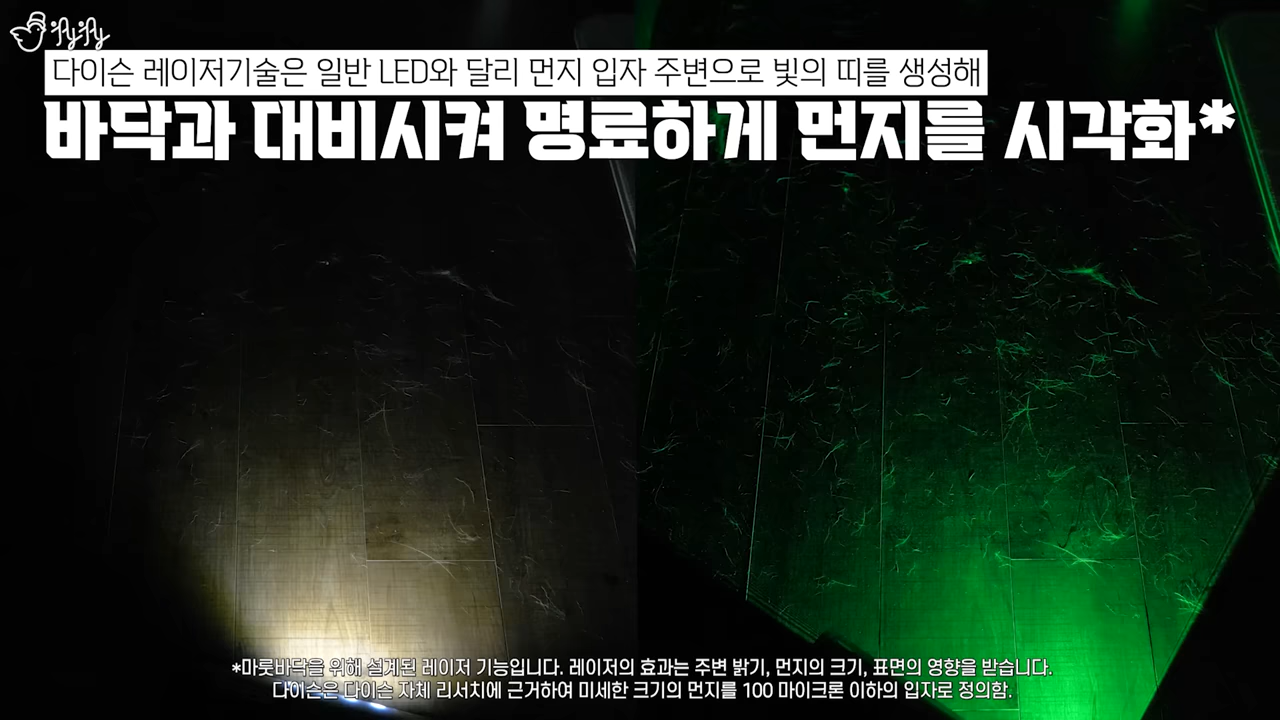 다이슨 레이저기술은 일반 LED와 달리 먼지 입자 주변으로 빛의 띠를 생성해
바닥과 대비시켜 명료하게 먼지를 시각화*
*마룻바닥을 위해 설계된 레이저 기능입니다. 레이저의 효과는 주변 밝기, 먼지의 크기, 표면의 영향을 받습니다.
다이슨은 다이슨 자체 리서치에 근거하여 미세한 크기의 먼지를 100 마이크론 이하의 입자로 정의함.